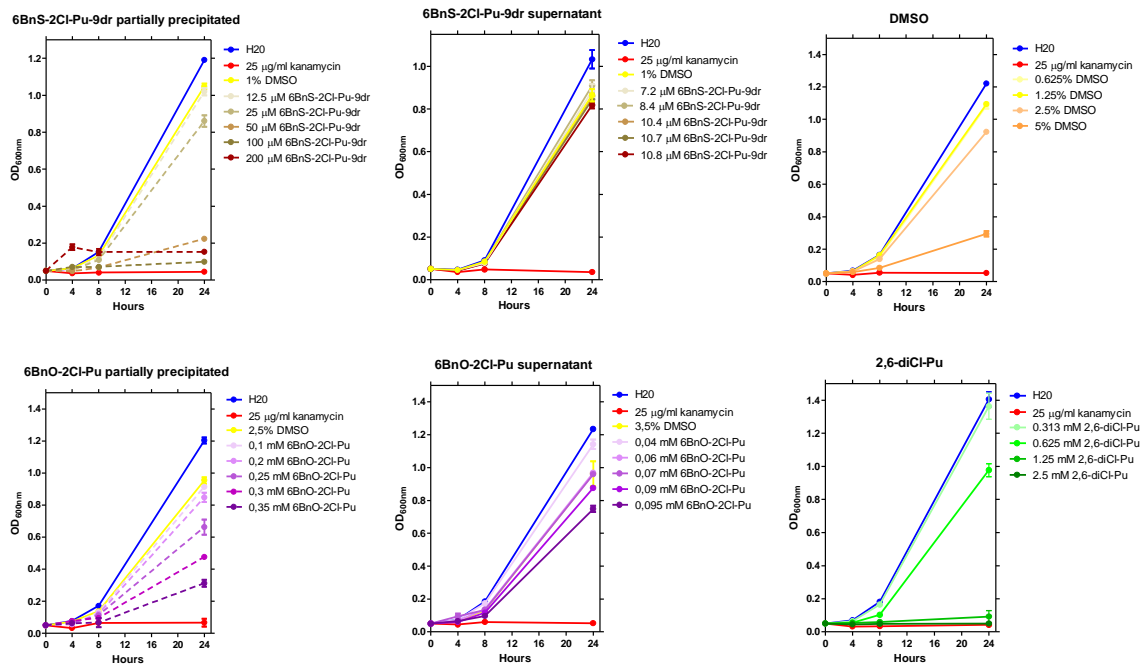 6BnS-2Cl-Pu-9dr partially precipitated
OD600nm
1.2
1.0
0.8
0.6
0.4
0.2
0.0
0 4 8 12 16 20 24
Hours
H20
25 µg/ml kanamycin
1% DMSO
12.5 µM 6BnS-2Cl-Pu-9dr
25 µM 6BnS-2Cl-Pu-9dr
50 µM 6BnS-2Cl-Pu-9dr
100 µM 6BnS-2Cl-Pu-9dr
200 µM 6BnS-2Cl-Pu-9dr
6BnS-2Cl-Pu-9dr supernatant
OD600nm
1.0
0.8
0.6
0.4
0.2
0.0
0 4 8 12 16 20 24
Hours
H20
25 µg/ml kanamycin
1% DMSO
7.2 µM 6BnS-2Cl-Pu-9dr
8.4 µM 6BnS-2Cl-Pu-9dr
10.4 µM 6BnS-2Cl-Pu-9dr
10.7 µM 6BnS-2Cl-Pu-9dr
10.8 µM 6BnS-2Cl-Pu-9dr
DMSO
OD600nm
1.4
1.2
1.0
0.8
0.6
0.4
0.2
0.0
0 4 8 12 16 20 24
Hours
H20
25 µg/ml kanamycin
0.625% DMSO
1.25% DMSO
2.5% DMSO
5% DMSO
6BnO-2Cl-Pu partially precipitated
OD600nm
1.4
1.2
1.0
0.8
0.6
0.4
0.2
0.0
0 4 8 12 16 20 24
Hours
H20
25 µg/ml kanamycin
2,5% DMSO
0,1 mM 6BnO-2Cl-Pu
0,2 mM 6BnO-2Cl-Pu
0,25 mM 6BnO-2Cl-Pu
0,3 mM 6BnO-2Cl-Pu
0,35 mM 6BnO-2Cl-Pu
6BnO-2Cl-Pu supernatant
OD600nm
1.4
1.2
1.0
0.8
0.6
0.4
0.2
0.0
0 4 8 12 16 20 24
Hours
H20
25 µg/ml kanamycin
3,5% DMSO
0,04 mM 6BnO-2Cl-Pu
0,06 mM 6BnO-2Cl-Pu
0,07 mM 6BnO-2Cl-Pu
0,09 mM 6BnO-2Cl-Pu
0,095 mM 6BnO-2Cl-Pu
2,6-diCl-Pu
OD600nm
1.4
1.2
1.0
0.8
0.6
0.4
0.2
0.0
0 4 8 12 16 20 24
Hours
H20
25 µg/ml kanamycin
0.313 mM 2,6-diCl-Pu
0.625 mM 2,6-diCl-Pu
1.25 mM 2,6-diCl-Pu
2.5 mM 2,6-diCl-Pu